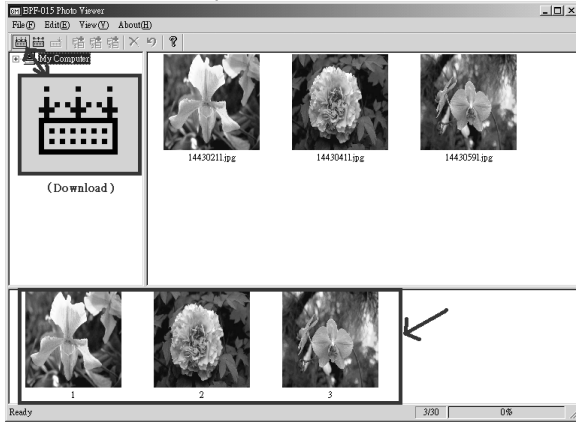 BPF-015 Photo Viewer
File(F) Edit(E) View(V) About(H)
My Computer
(Download)
14430211.jpg 14430411.jpg 14430591.jpg
1 2 3
Ready 3/30 0%